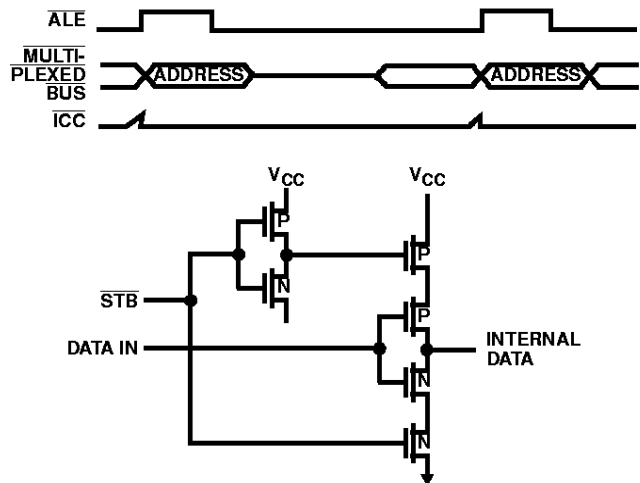 ALE
MULTI-
PLEXED
BUS
ADDRESS
ADDRESS
ICC
VCC
VCC
P
P
N
STB
P
DATA IN
INTERNAL
DATA
N
N